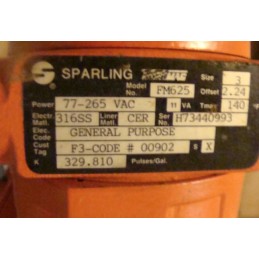 SPARLING Size 3
Model No. FM625 Offset 2.24
Power 77-265 VAC 11 VA Tmp 140 °F
Electr. Matl. 316SS Liner Matl. CER Ser No. H73440993
Elec. Code GENERAL PURPOSE
Cust Tag F3-CODE # 00902 S X
K 329.810 Pulses/Gal.